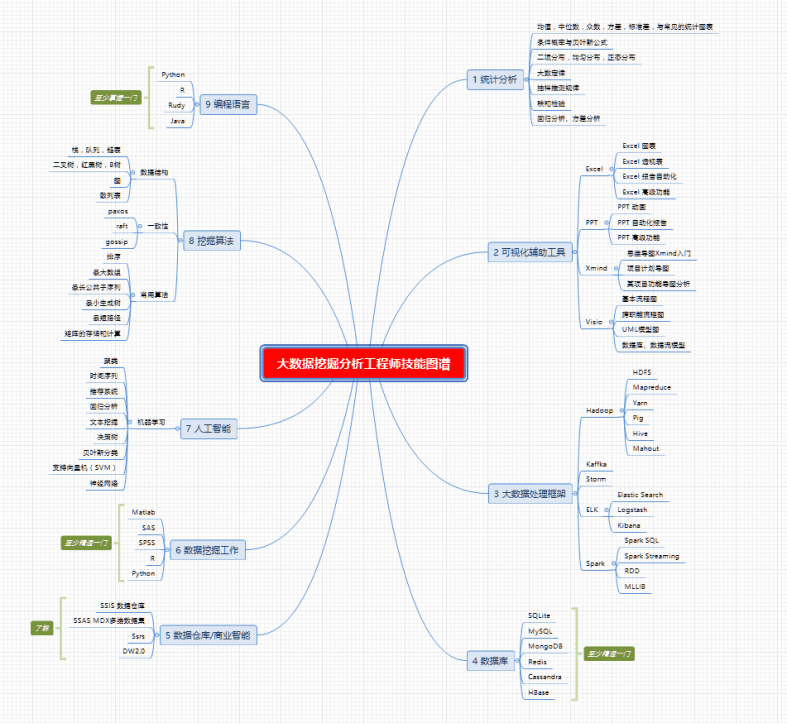 大数据挖掘分析工程师技能图谱
1 统计分析
均值，中位数，众数，方差，标准差，与常见的统计图表
条件概率与贝叶斯公式
二项分布，均匀分布，正态分布
大数定律
抽样推测规律
秩和检验
回归分析、方差分析
2 可视化辅助工具
Excel
Excel 图表
Excel 透视表
Excel 报告自动化
Excel 高级功能
PPT
PPT 动画
PPT 自动化报告
PPT 高级功能
Xmind
思维导图Xmind入门
项目计划导图
某项目功能导图分析
Visio
基本流程图
跨职能流程图
UML模型图
数据库、数据流模型
3 大数据处理框架
Hadoop
HDFS
Mapreduce
Yarn
Pig
Hive
Mahout
Kaffka
Storm
ELK
Elastic Search
Logstash
Kibana
Spark
Spark SQL
Spark Streaming
RDD
MLLIB
4 数据库
SQLite
MySQL
MongoDB
Redis
Cassandra
HBase
至少精通一门
5 数据仓库/商业智能
SSIS 数据仓库
SSAS MDX多维数据集
Ssrs
DW2.0
了解
6 数据挖掘工作
Matlab
SAS
SPSS
R
Python
至少精通一门
7 人工智能
机器学习
聚类
时间序列
推荐系统
回归分析
文本挖掘
决策树
贝叶斯分类
支持向量机（SVM）
神经网络
8 挖掘算法
数据结构
栈，队列，链表
二叉树，红黑树，B树
图
散列表
一致性
paxos
raft
gossip
常用算法
排序
最大数组
最长公共子序列
最小生成树
最短路径
矩阵的存储和计算
9 编程语言
Python
R
Rudy
Java
至少掌握一门